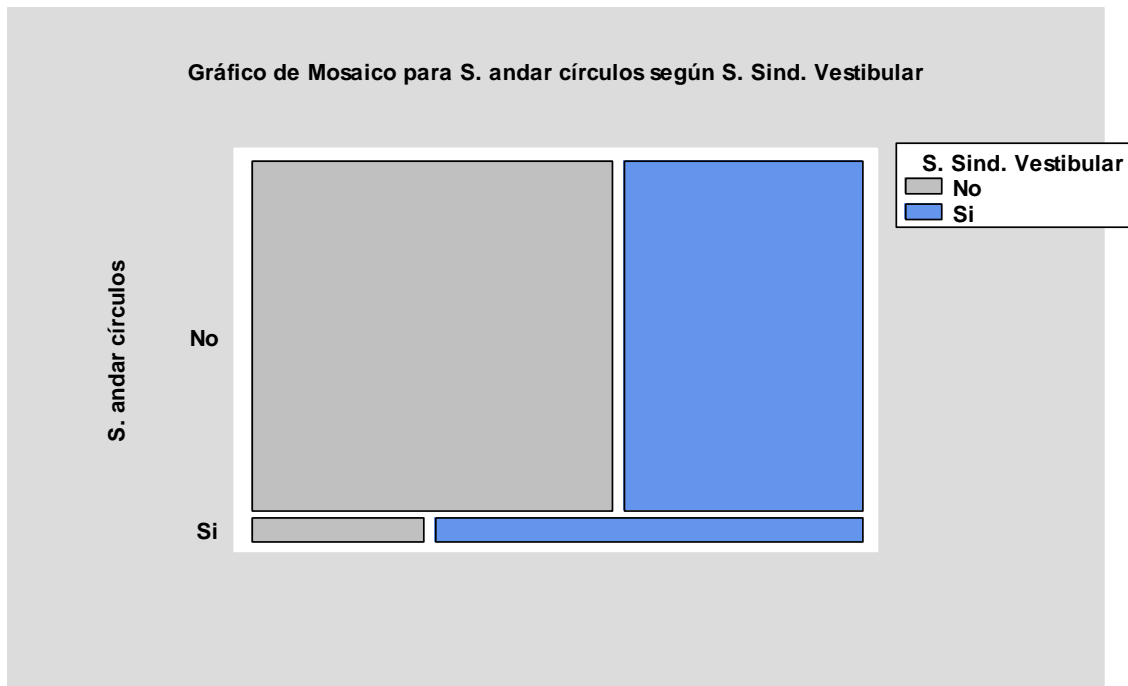 Gráfico de Mosaico para S. andar círculos según S. Sind. Vestibular
S. Sind. Vestibular
No
Si
S. andar círculos
No
Si